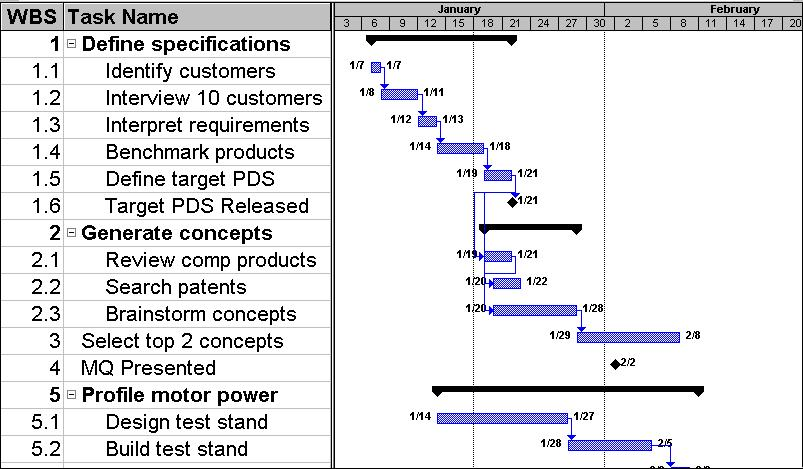 WBS Task Name January February
3 6 9 12 15 18 21 24 27 30 2 5 8 11 14 17 20
1 Define specifications
1.1 Identify customers 1/7 1/7
1.2 Interview 10 customers 1/8 1/11
1.3 Interpret requirements 1/12 1/13
1.4 Benchmark products 1/14 1/18
1.5 Define target PDS 1/19 1/21
1.6 Target PDS Released 1/21
2 Generate concepts
2.1 Review comp products 1/19 1/21
2.2 Search patents 1/20 1/22
2.3 Brainstorm concepts 1/20 1/28
3 Select top 2 concepts 1/29 2/8
4 MQ Presented 2/2
5 Profile motor power
5.1 Design test stand 1/14 1/27
5.2 Build test stand 1/28 2/5